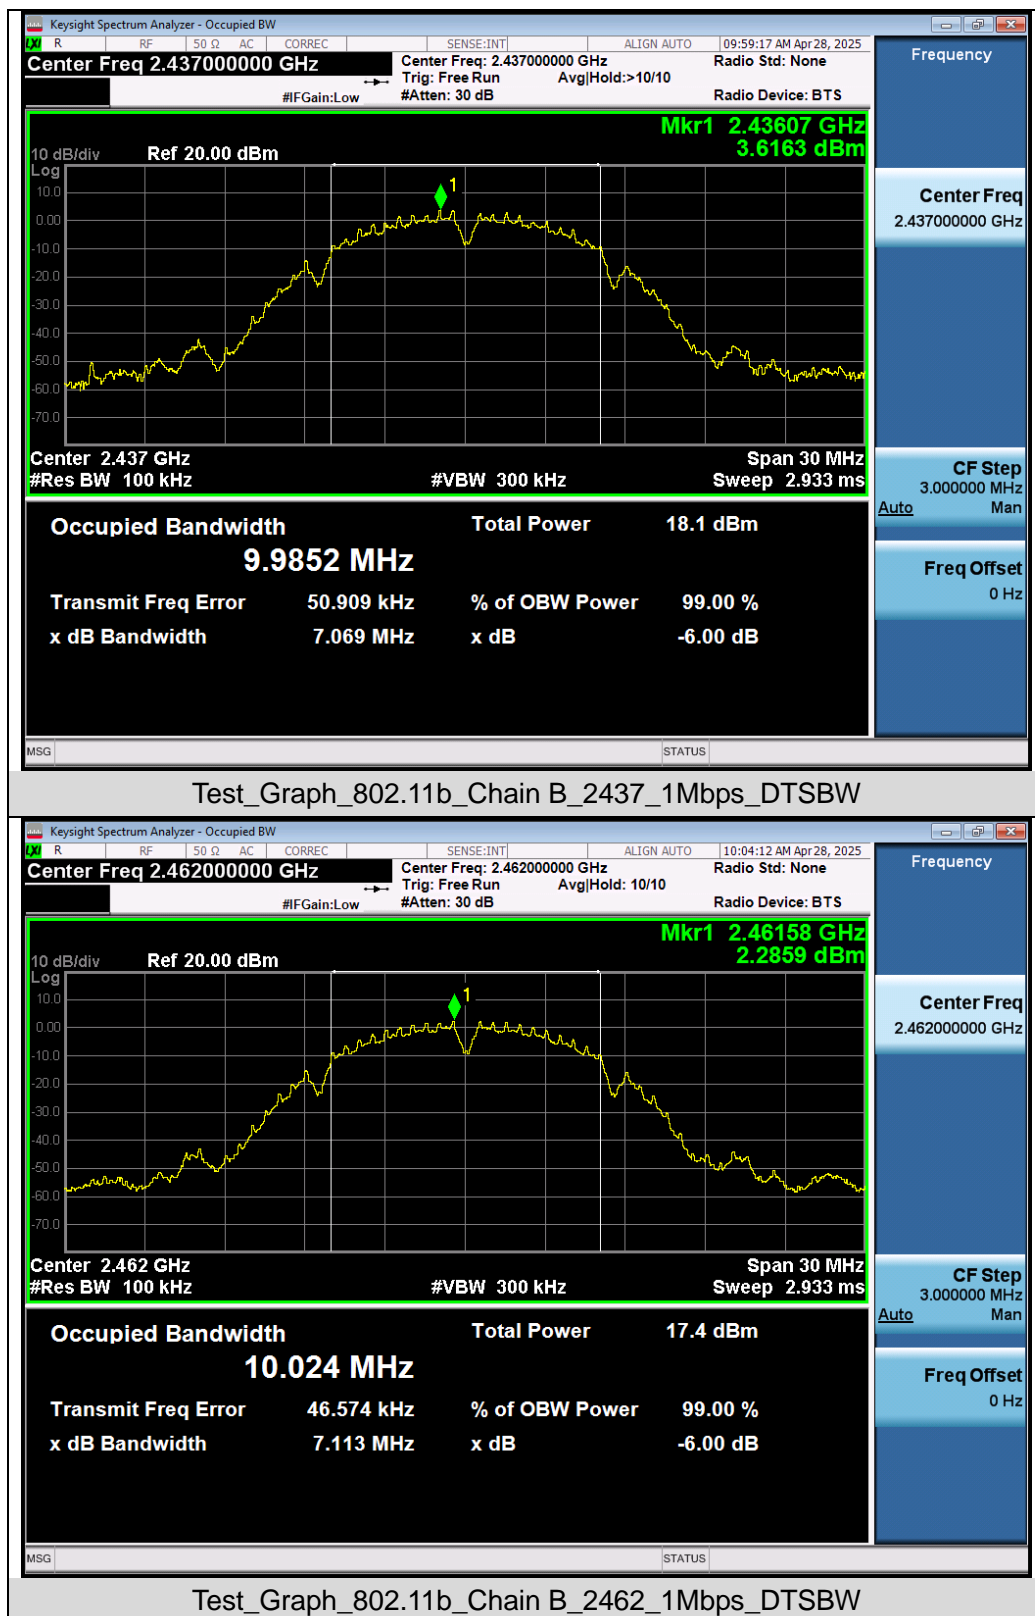 Keysight Spectrum Analyzer - Occupied BW
LXI R RF 50 Ω AC CORREC SENSE:INT ALIGN AUTO 09:59:17 AM Apr 28, 2025
Center Freq 2.437000000 GHz
Center Freq: 2.437000000 GHz
Radio Std: None
Trig: Free Run Avg|Hold:>10/10
#IFGain:Low
#Atten: 30 dB
Radio Device: BTS
Frequency
Mkr1 2.43607 GHz
3.6163 dBm
10 dB/div Ref 20.00 dBm
Log
10.0
0.00
-10.0
-20.0
-30.0
-40.0
-50.0
-60.0
-70.0
1
Center Freq
2.437000000 GHz
Center 2.437 GHz Span 30 MHz
#Res BW 100 kHz #VBW 300 kHz Sweep 2.933 ms
CF Step
3.000000 MHz
Auto Man
Freq Offset
0 Hz
Occupied Bandwidth Total Power 18.1 dBm
9.9852 MHz
Transmit Freq Error 50.909 kHz % of OBW Power 99.00 %
x dB Bandwidth 7.069 MHz x dB -6.00 dB
MSG STATUS
Test_Graph_802.11b_Chain B_2437_1Mbps_DTSBW
Keysight Spectrum Analyzer - Occupied BW
LXI R RF 50 Ω AC CORREC SENSE:INT ALIGN AUTO 10:04:12 AM Apr 28, 2025
Center Freq 2.462000000 GHz
Center Freq: 2.462000000 GHz
Radio Std: None
Trig: Free Run Avg|Hold: 10/10
#IFGain:Low
#Atten: 30 dB
Radio Device: BTS
Frequency
Mkr1 2.46158 GHz
2.2859 dBm
10 dB/div Ref 20.00 dBm
Log
10.0
0.00
-10.0
-20.0
-30.0
-40.0
-50.0
-60.0
-70.0
1
Center Freq
2.462000000 GHz
Center 2.462 GHz Span 30 MHz
#Res BW 100 kHz #VBW 300 kHz Sweep 2.933 ms
CF Step
3.000000 MHz
Auto Man
Freq Offset
0 Hz
Occupied Bandwidth Total Power 17.4 dBm
10.024 MHz
Transmit Freq Error 46.574 kHz % of OBW Power 99.00 %
x dB Bandwidth 7.113 MHz x dB -6.00 dB
MSG STATUS
Test_Graph_802.11b_Chain B_2462_1Mbps_DTSBW